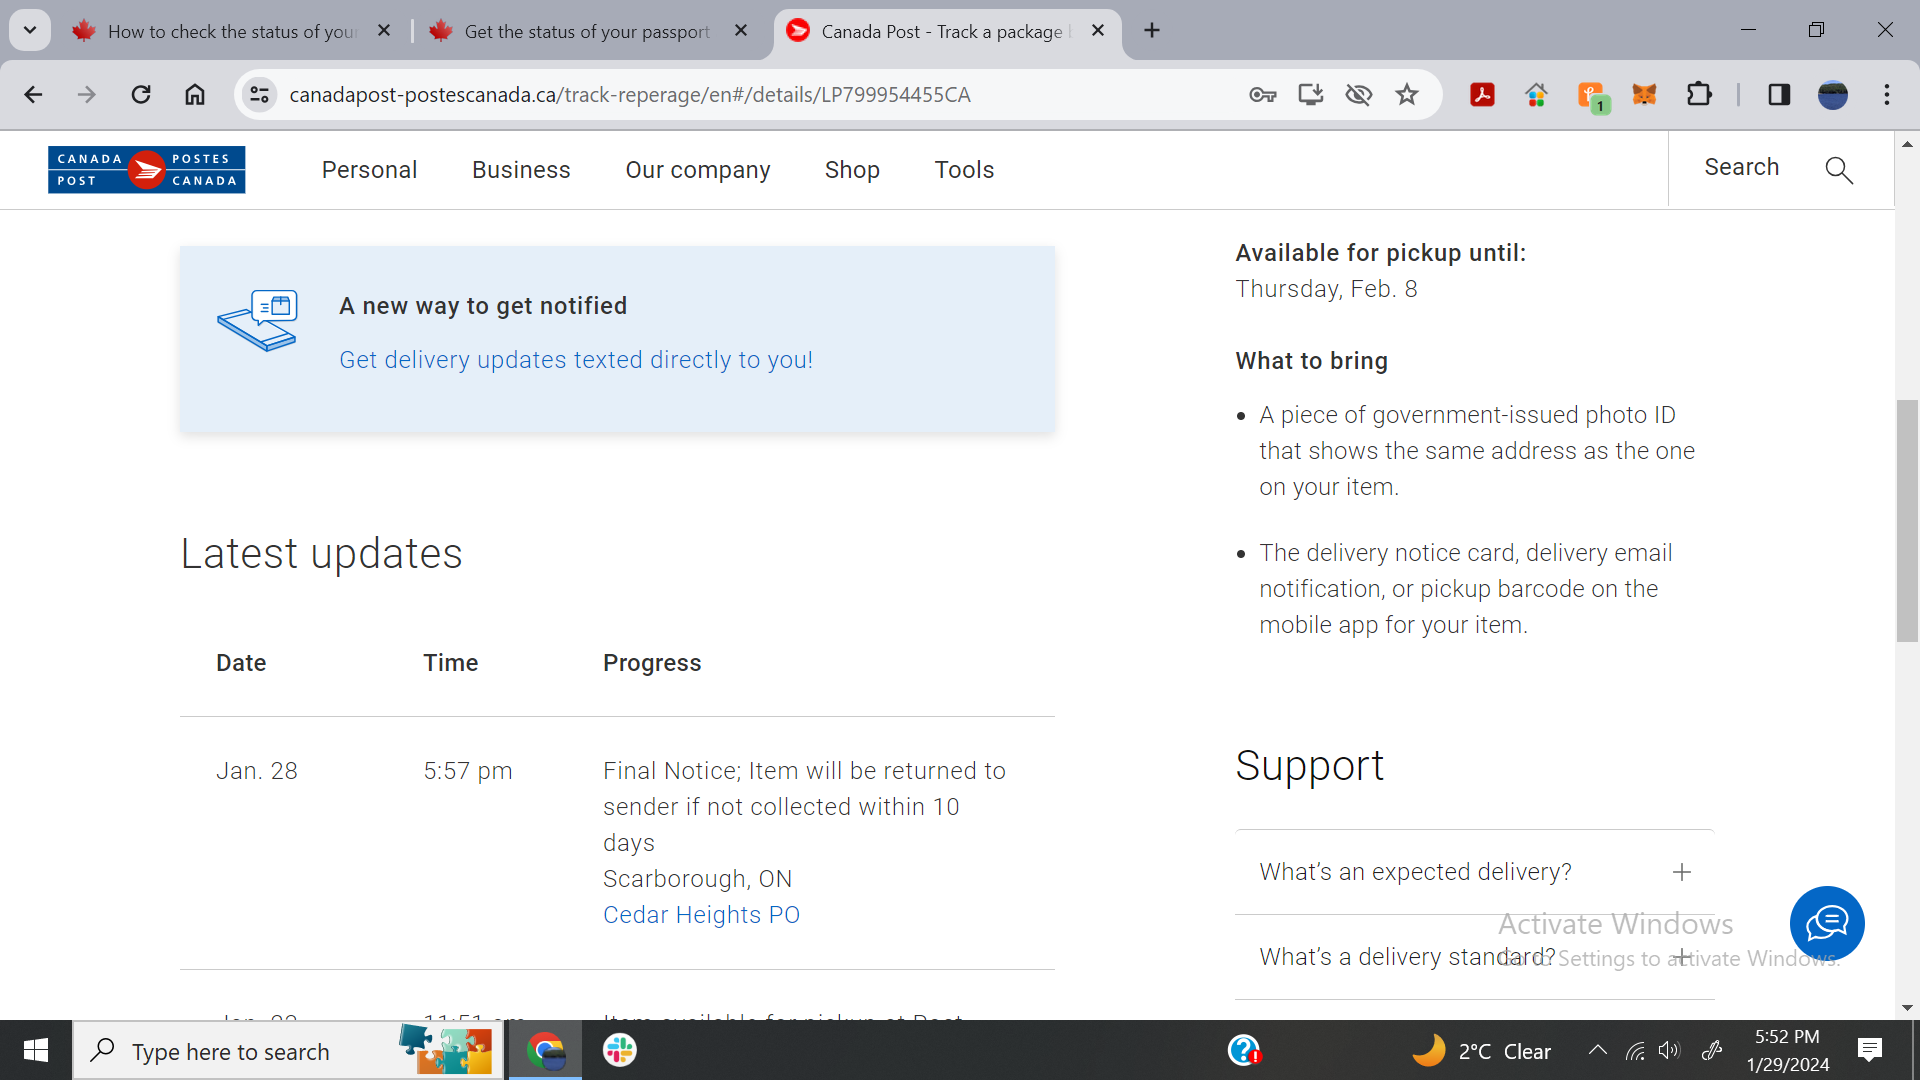 How to check the status of your
Get the status of your passport
Canada Post - Track a package
canadapost-postescanada.ca/track-reperage/en#/details/LP799954455CA
1
CANADA POSTES
POST CANADA
Personal
Business
Our company
Shop
Tools
Search
A new way to get notified
Get delivery updates texted directly to you!
Latest updates
Date Time Progress
Jan. 28 5:57 pm Final Notice; Item will be returned to
sender if not collected within 10
days
Scarborough, ON
Cedar Heights PO
Item available for pickup at Post
Available for pickup until:
Thursday, Feb. 8
What to bring
• A piece of government-issued photo ID
that shows the same address as the one
on your item.
• The delivery notice card, delivery email
notification, or pickup barcode on the
mobile app for your item.
Support
What's an expected delivery?
What's a delivery standard?
Activate Windows
Go to Settings to activate Windows.
Type here to search
2°C Clear
5:52 PM
1/29/2024